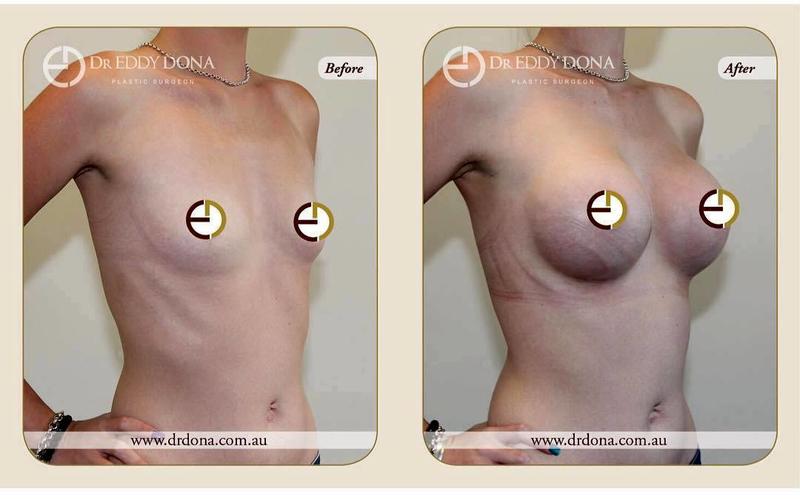 DR EDDY DONA
PLASTIC SURGEON
Before
www.drdona.com.au
DR EDDY DONA
PLASTIC SURGEON
After
www.drdona.com.au